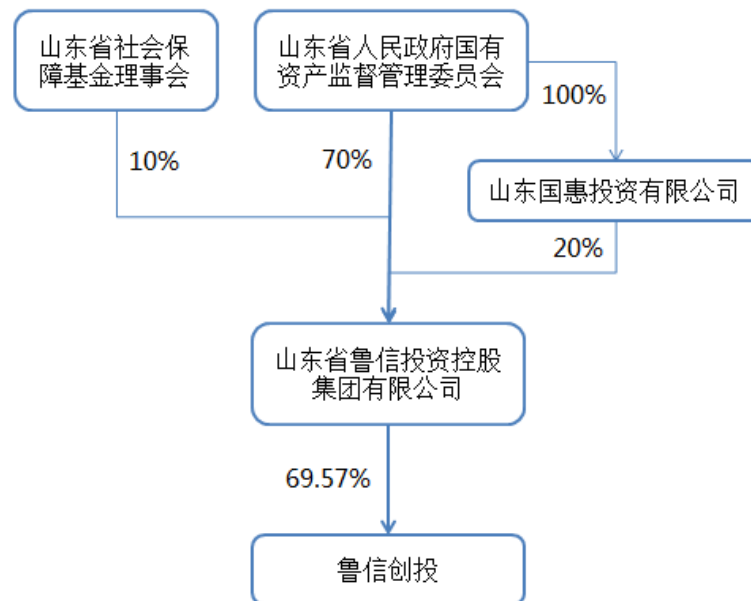 山东省社会保
障基金理事会
山东省人民政府国有
资产监督管理委员会
100%
10%
70%
山东国惠投资有限公司
20%
山东省鲁信投资控股
集团有限公司
69.57%
鲁信创投